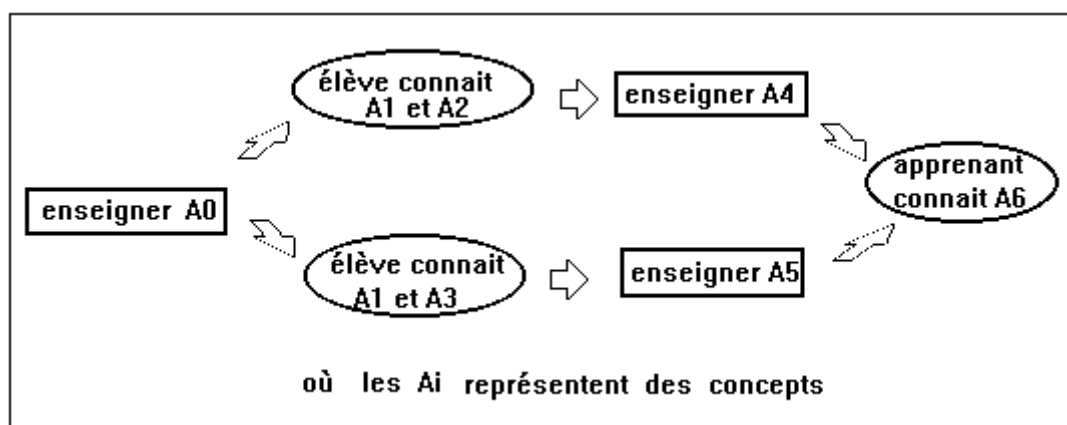 élève connait
A1 et A2
enseigner A4
apprenant
connait A6
enseigner A0
élève connait
A1 et A3
enseigner A5
où les Ai représentent des concepts